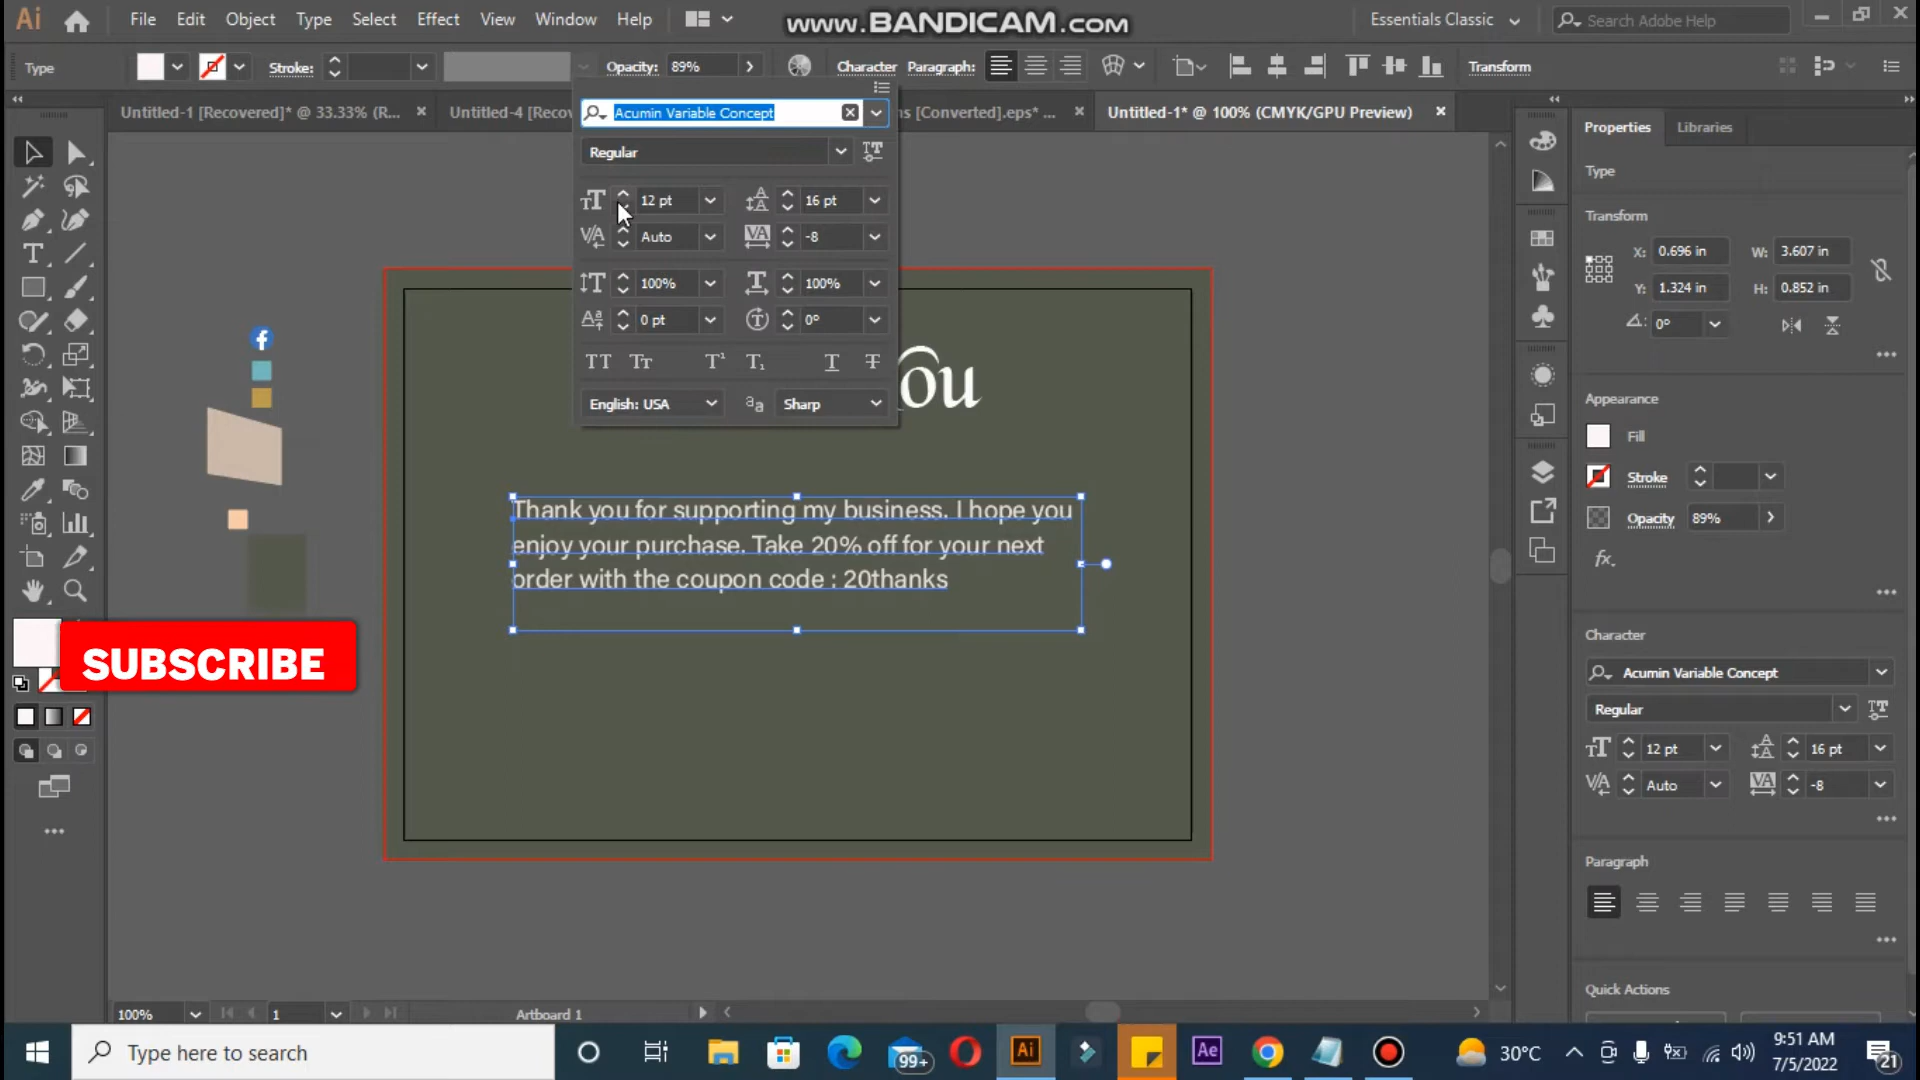 Ai File Edit Object Type Select Effect View Window Help
www.BANDICAM.com
Essentials Classic
Search Adobe Help
Type Stroke: Opacity: 89% Character Paragraph: Transform
Untitled-1 [Recovered]* @ 33.33% (R...
Untitled-4 [Recov
ns [Converted].eps* ...
Untitled-1* @ 100% (CMYK/GPU Preview)
Acumin Variable Concept
Regular
12 pt 16 pt
Auto -8
100% 100%
0 pt 0°
English: USA Sharp
ou
Thank you for supporting my business. I hope you
enjoy your purchase. Take 20% off for your next
order with the coupon code : 20thanks
SUBSCRIBE
Properties Libraries
Type
Transform
X: 0.696 in W: 3.607 in
Y: 1.324 in H: 0.852 in
0°
Appearance
Fill
Stroke
Opacity 89%
fx.
Character
Acumin Variable Concept
Regular
12 pt 16 pt
Auto -8
Paragraph
Quick Actions
100% 1 Artboard 1
Type here to search
99+
Ai
Ae
30°C
9:51 AM
7/5/2022
21